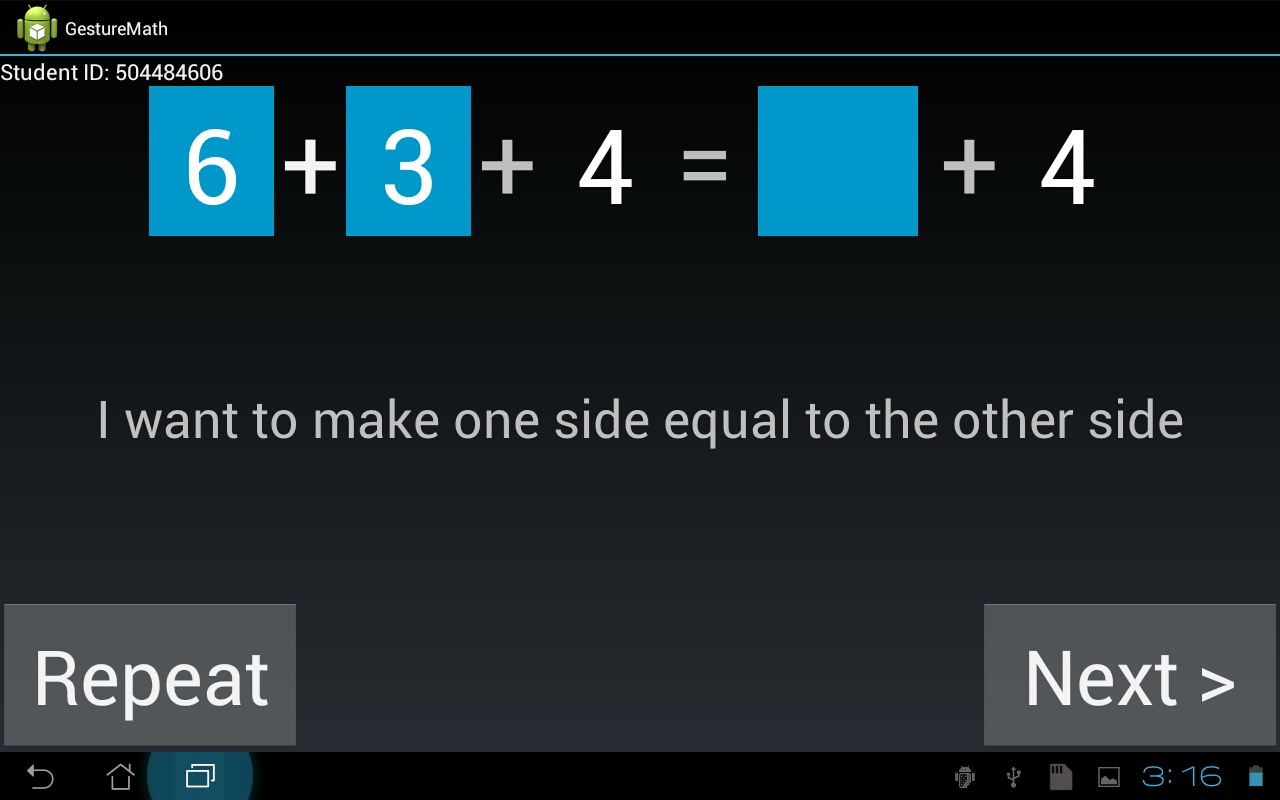 GestureMath
Student ID: 504484606
6 + 3 + 4 = + 4
I want to make one side equal to the other side
Repeat
Next >
3:16